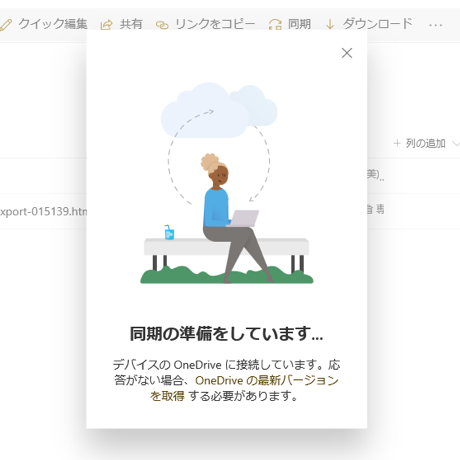 クイック編集 共有 リンクをコピー 同期 ダウンロード ...
+ 列の追加
美)
xport-015139.htm
同期の準備をしています...
デバイスの OneDrive に接続しています。応
答がない場合、OneDrive の最新バージョン
を取得 する必要があります。